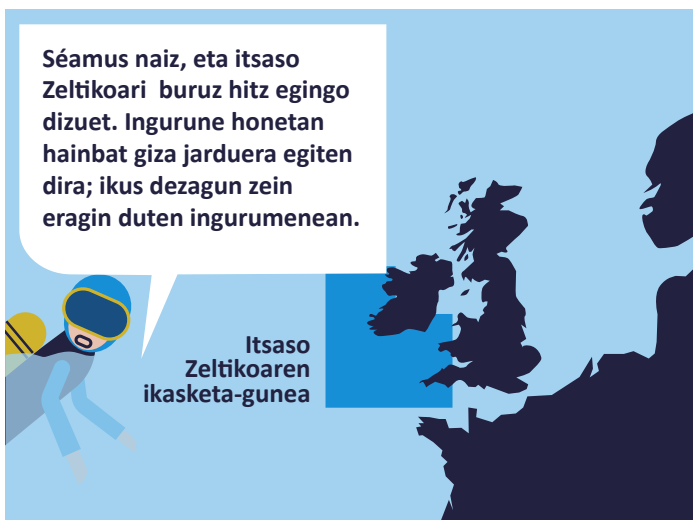 Séamus naiz, eta itsaso
Zeltikoari buruz hitz egingo
dizuet. Ingurune honetan
hainbat giza jarduera egiten
dira; ikus dezagun zein
eragin duten ingurumenean.
Itsaso
Zeltikoaren
ikasketa-gunea